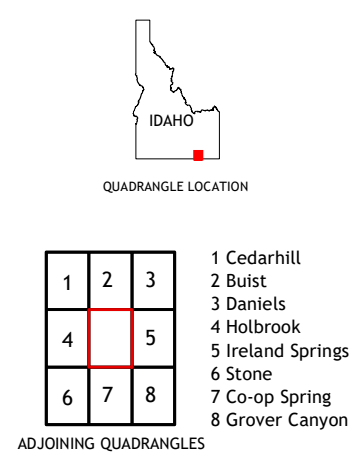 IDAHO
QUADRANGLE LOCATION
1 2 3
4 5
6 7 8
1 Cedarhill
2 Buist
3 Daniels
4 Holbrook
5 Ireland Springs
6 Stone
7 Co-op Spring
8 Grover Canyon
ADJOINING QUADRANGLES